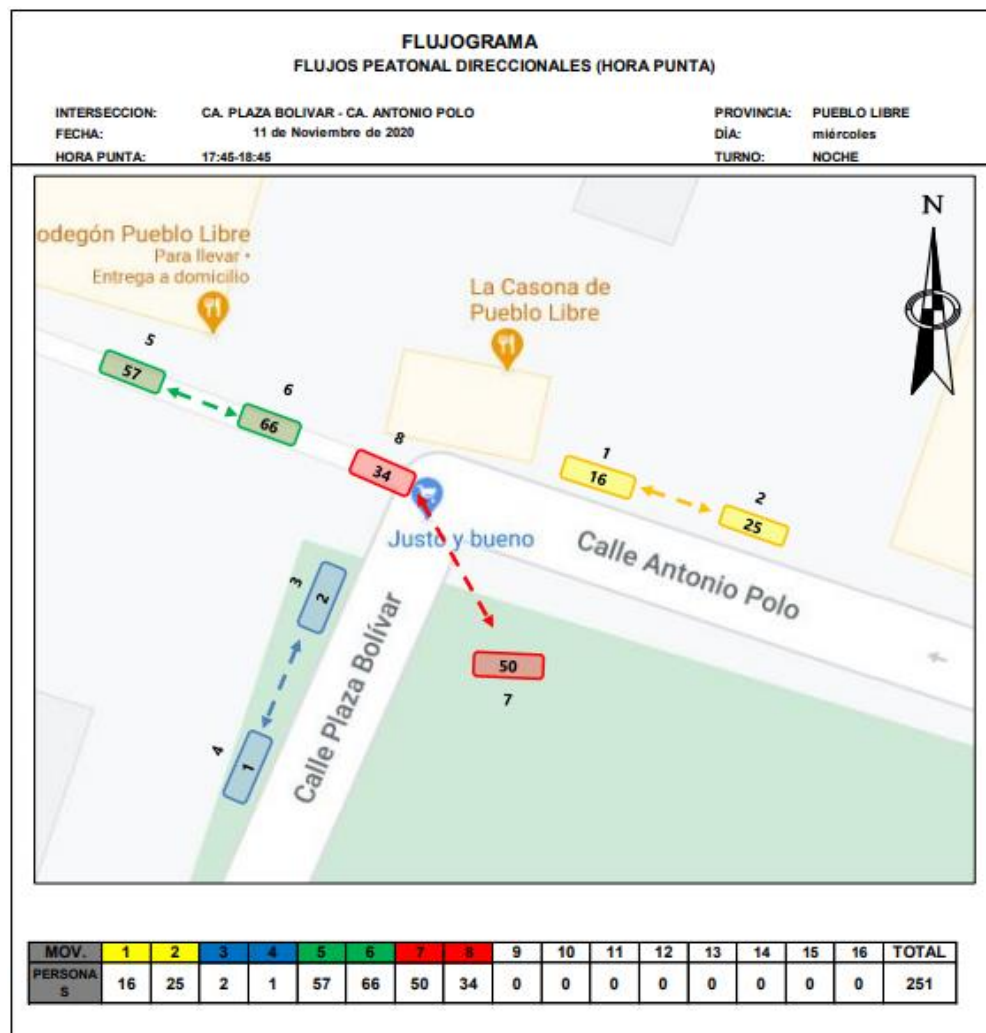 FLUJOGRAMA
FLUJOS PEATONAL DIRECCIONALES (HORA PUNTA)
INTERSECCION: CA. PLAZA BOLIVAR - CA. ANTONIO POLO PROVINCIA: PUEBLO LIBRE
FECHA: 11 de Noviembre de 2020 DÍA: miércoles
HORA PUNTA: 17:45-18:45 TURNO: NOCHE
N
odegón Pueblo Libre
Para llevar •
Entrega a domicilio
La Casona de
Pueblo Libre
5
57
6
66
8
34
1
16
2
25
Justo y bueno
Calle Antonio Polo
3
2
Calle Plaza Bolívar
50
7
4
1
MOV. 1 2 3 4 5 6 7 8 9 10 11 12 13 14 15 16 TOTAL
PERSONA
S 16 25 2 1 57 66 50 34 0 0 0 0 0 0 0 0 251